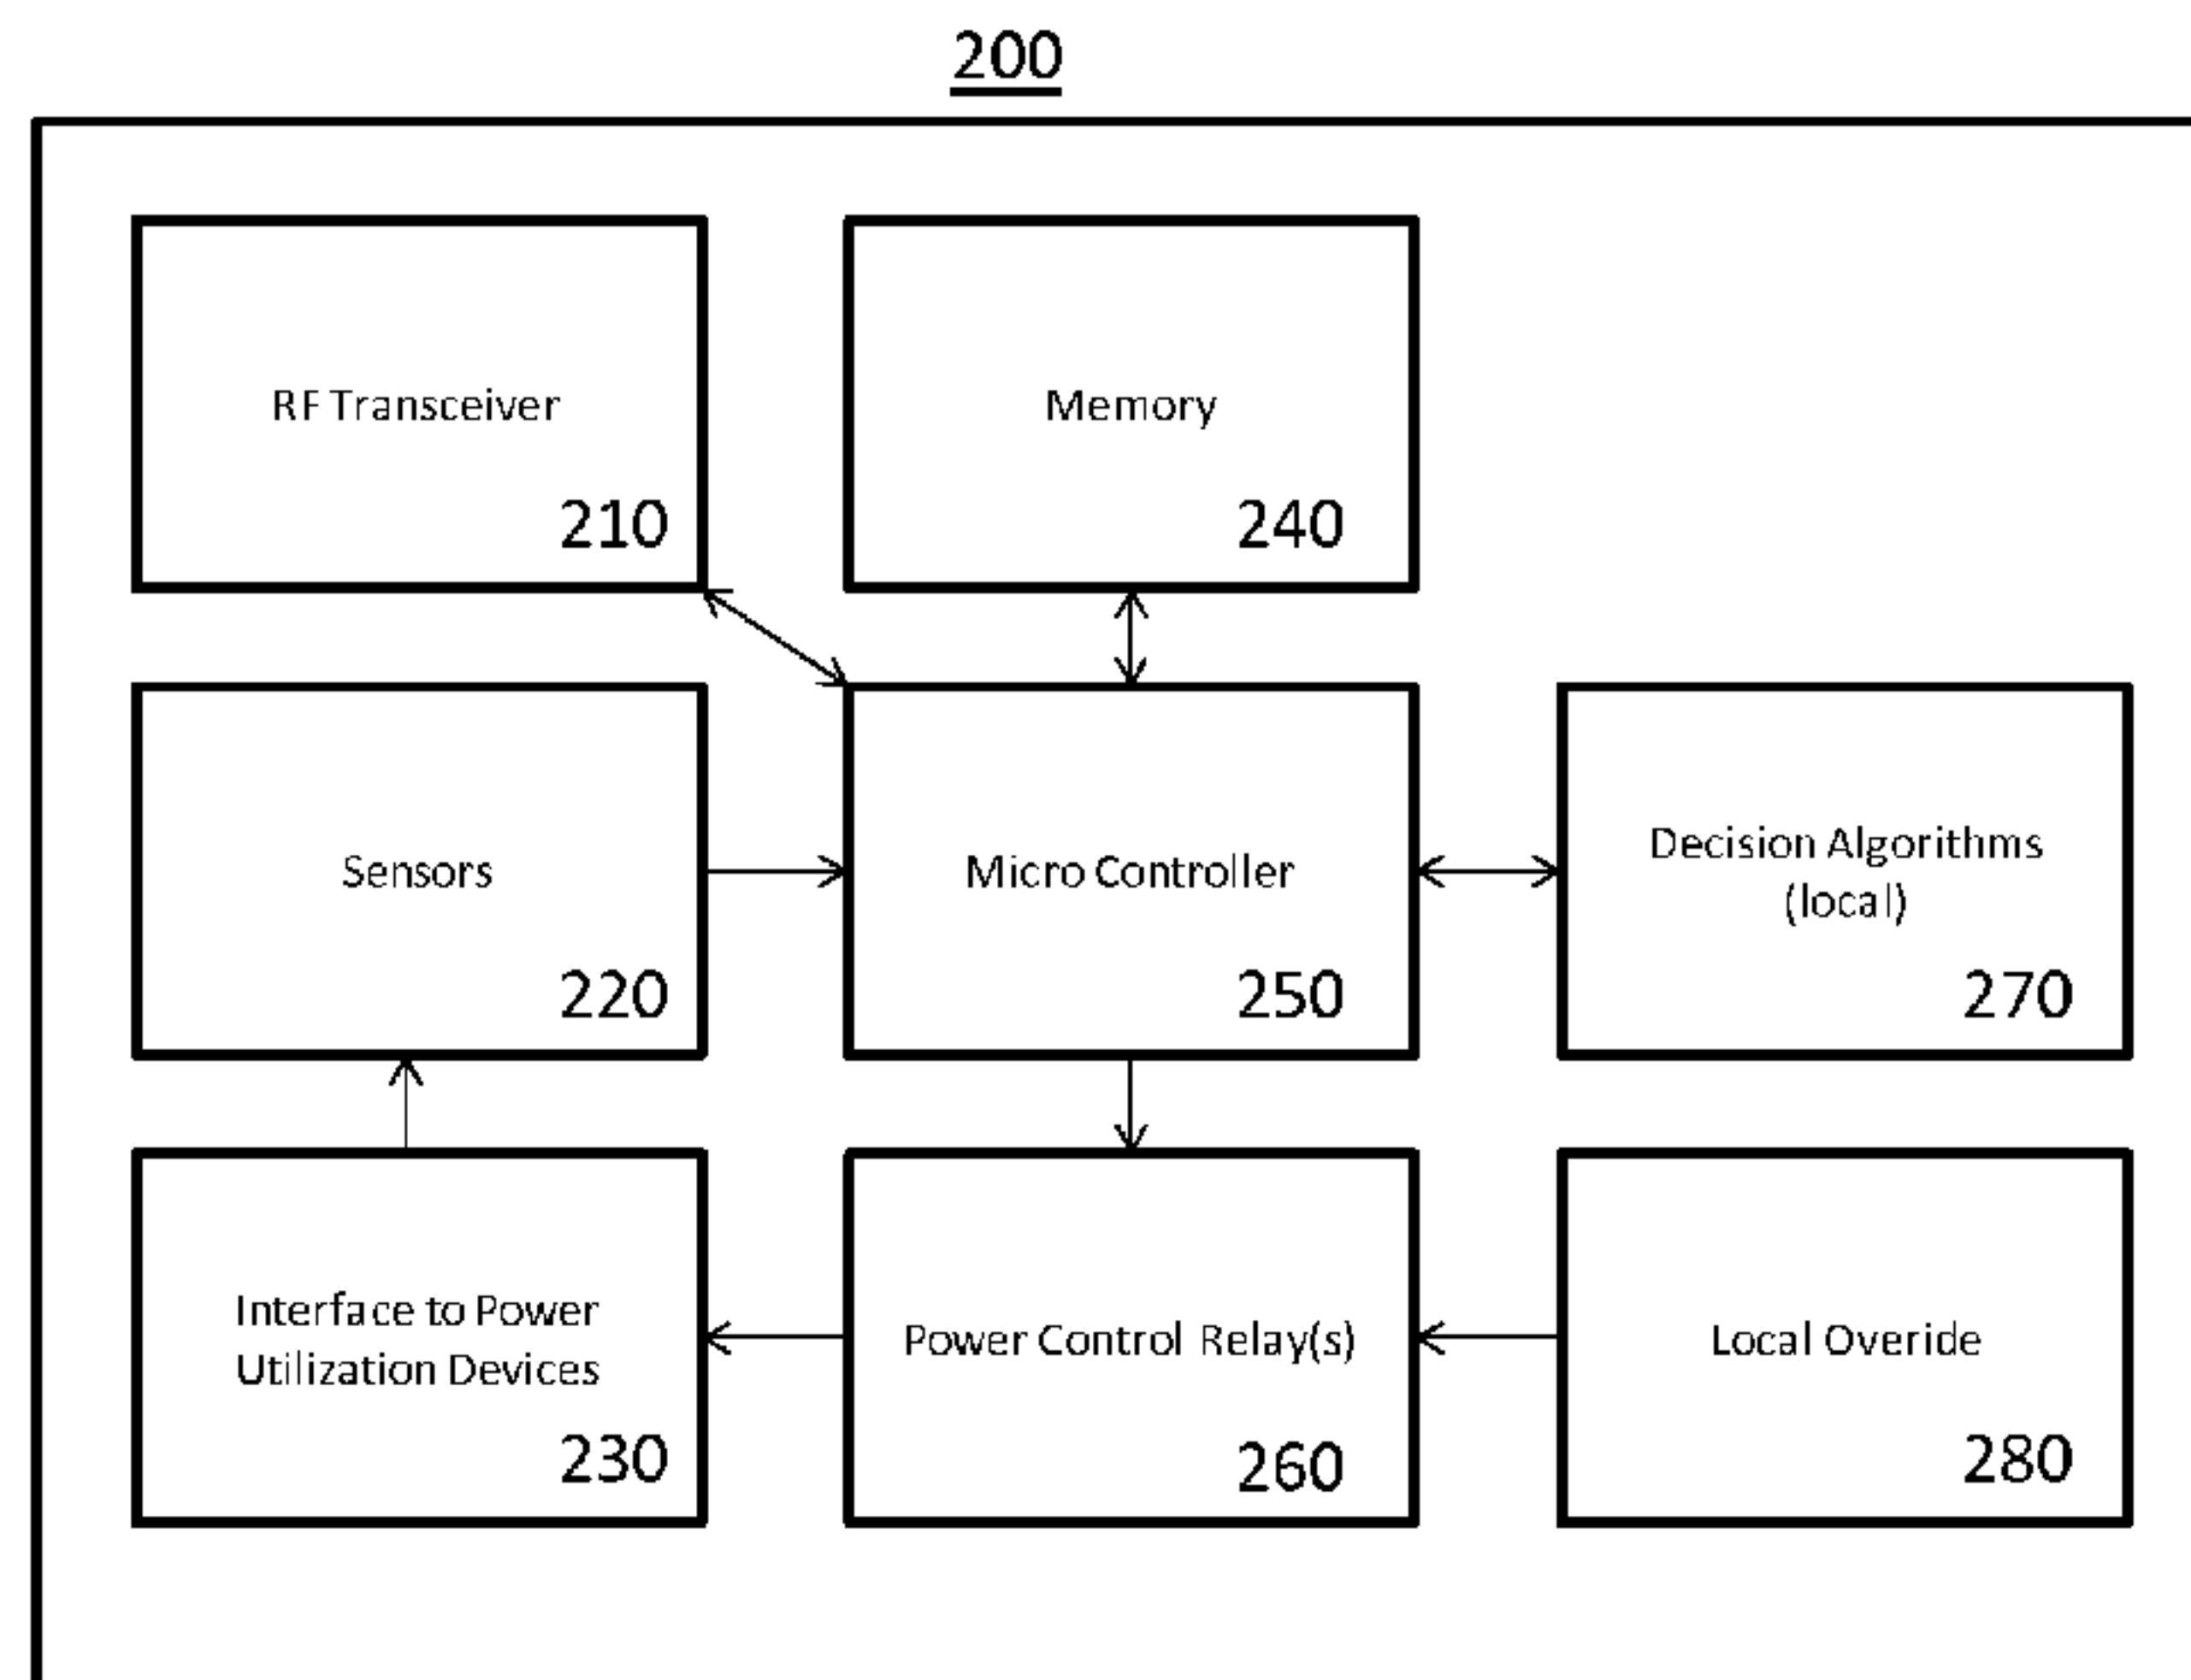 200
RF Transceiver
210
Memory
240
Sensors
220
Micro Controller
250
Decision Algorithms
(local)
270
Interface to Power
Utilization Devices
230
Power Control Relay(s)
260
Local Overide
280